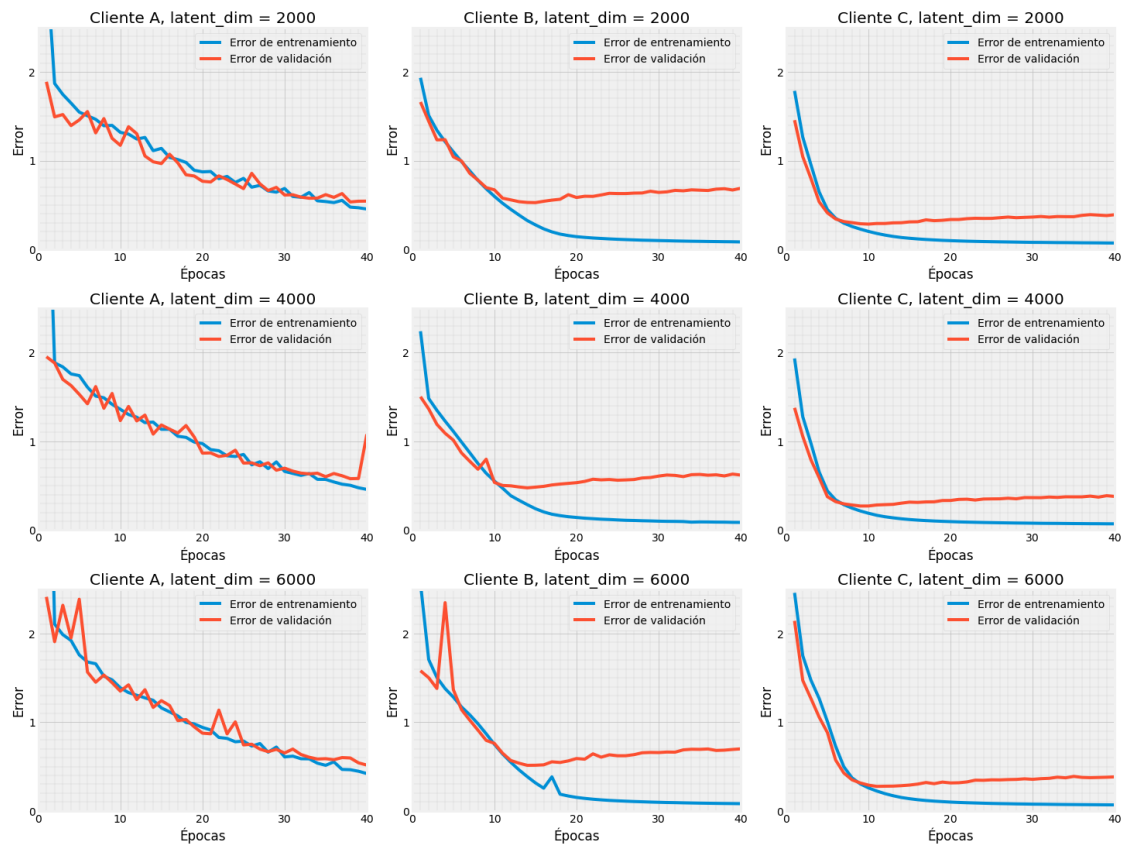 Cliente A, latent_dim = 2000
Error de entrenamiento
Error de validación
2
1
0
Error
0
10
20
30
40
Épocas
Cliente B, latent_dim = 2000
Error de entrenamiento
Error de validación
2
1
0
Error
0
10
20
30
40
Épocas
Cliente C, latent_dim = 2000
Error de entrenamiento
Error de validación
2
1
0
Error
0
10
20
30
40
Épocas
Cliente A, latent_dim = 4000
Error de entrenamiento
Error de validación
2
1
0
Error
0
10
20
30
40
Épocas
Cliente B, latent_dim = 4000
Error de entrenamiento
Error de validación
2
1
0
Error
0
10
20
30
40
Épocas
Cliente C, latent_dim = 4000
Error de entrenamiento
Error de validación
2
1
0
Error
0
10
20
30
40
Épocas
Cliente A, latent_dim = 6000
Error de entrenamiento
Error de validación
2
1
0
Error
0
10
20
30
40
Épocas
Cliente B, latent_dim = 6000
Error de entrenamiento
Error de validación
2
1
0
Error
0
10
20
30
40
Épocas
Cliente C, latent_dim = 6000
Error de entrenamiento
Error de validación
2
1
0
Error
0
10
20
30
40
Épocas